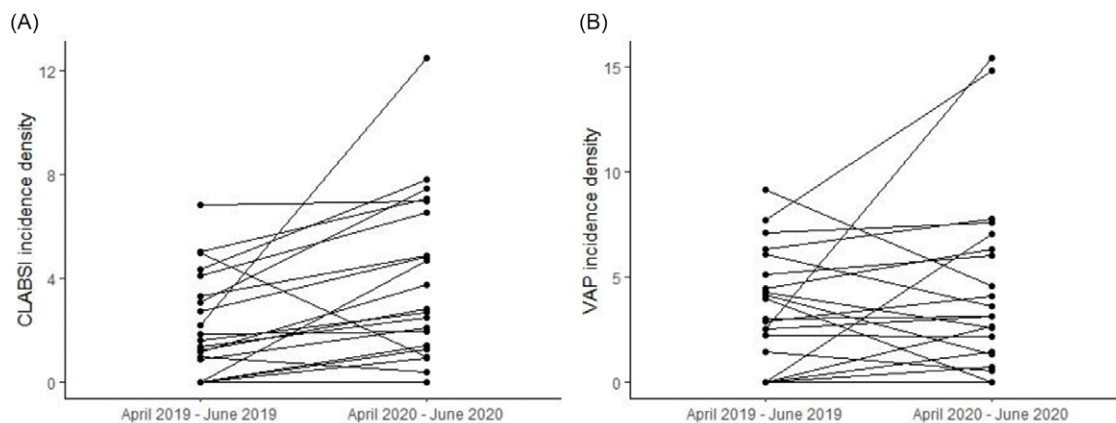 (A)
CLABSI incidence density
12
8
4
0
April 2019 - June 2019 April 2020 - June 2020
(B)
VAP incidence density
15
10
5
0
April 2019 - June 2019 April 2020 - June 2020